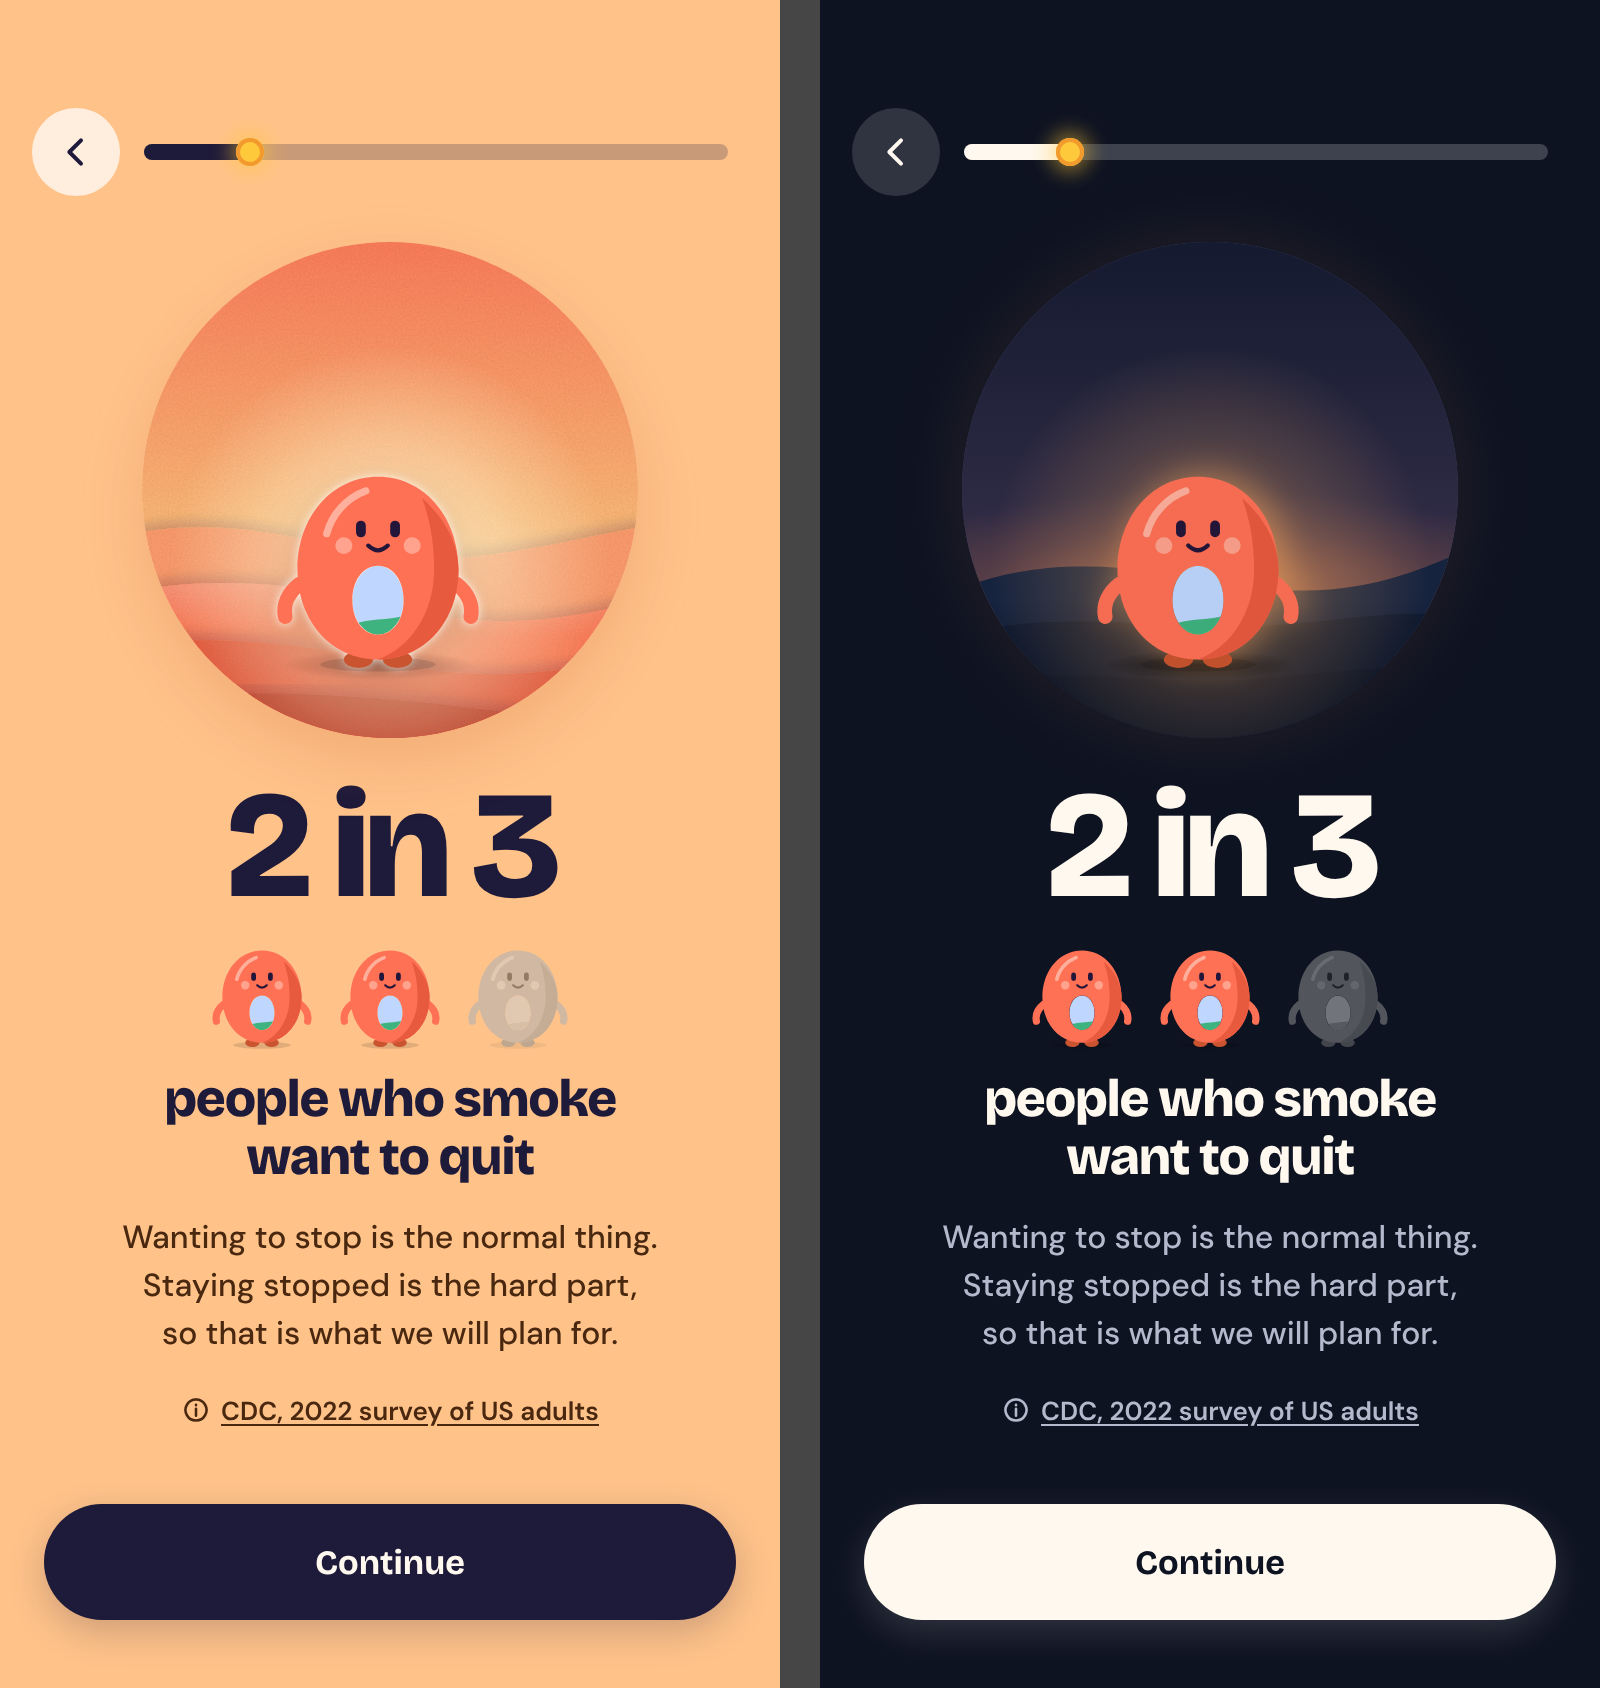 2 in 3
people who smoke
want to quit
Wanting to stop is the normal thing.
Staying stopped is the hard part,
so that is what we will plan for.
CDC, 2022 survey of US adults
Continue
2 in 3
people who smoke
want to quit
Wanting to stop is the normal thing.
Staying stopped is the hard part,
so that is what we will plan for.
CDC, 2022 survey of US adults
Continue